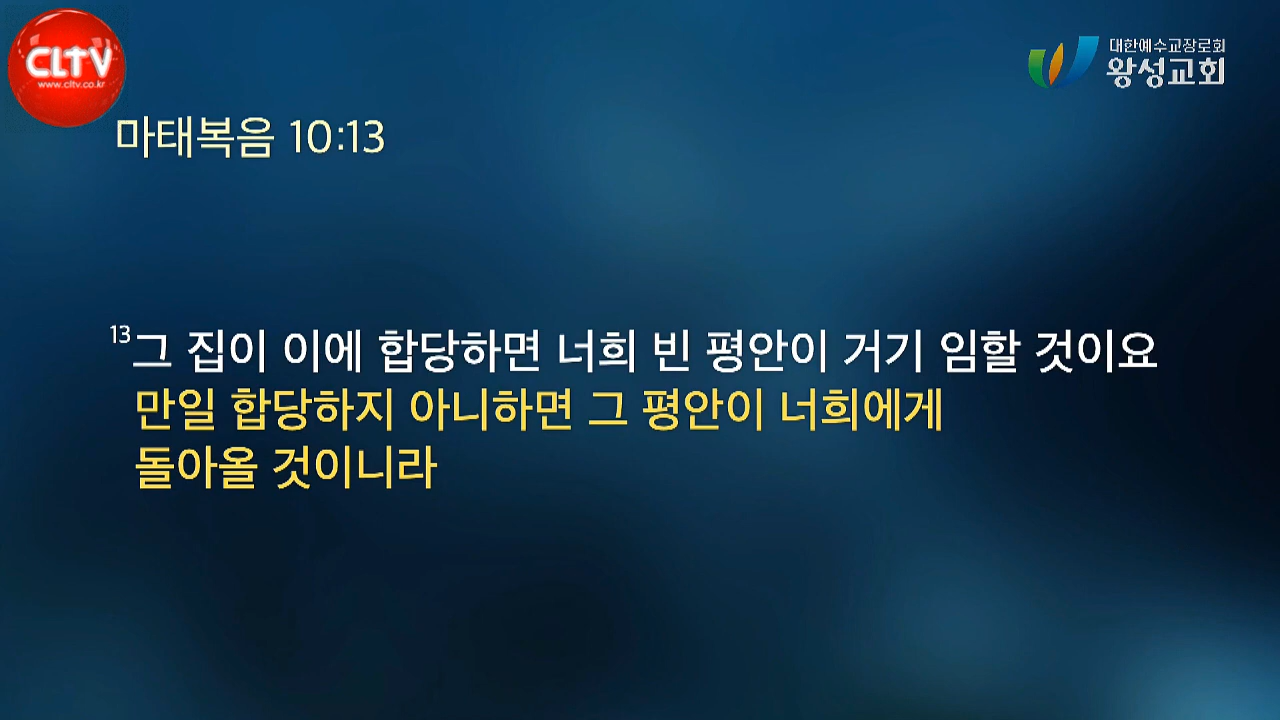 CLTV
www.cltv.co.kr
대한예수교장로회
왕성교회
마태복음 10:13
13그 집이 이에 합당하면 너희 빈 평안이 거기 임할 것이요
만일 합당하지 아니하면 그 평안이 너희에게
돌아올 것이니라